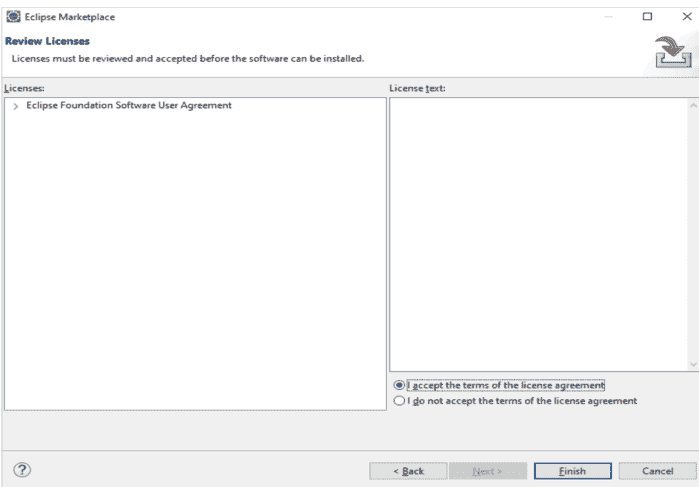 Eclipse Marketplace
Review Licenses
Licenses must be reviewed and accepted before the software can be installed.
Licenses:
License text:
Eclipse Foundation Software User Agreement
I accept the terms of the license agreement
I do not accept the terms of the license agreement
?
< Back
Next >
Finish
Cancel